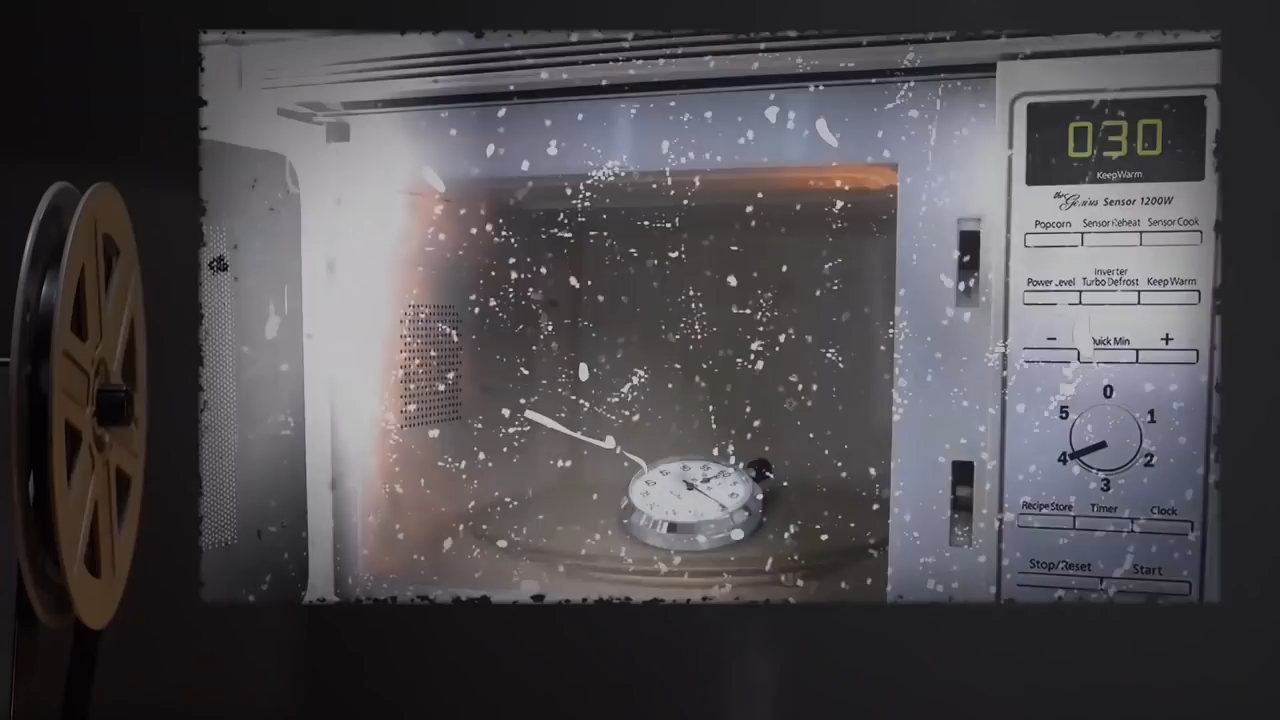 030
KeepWarm
the Genius Sensor 1200W
Popcorn Sensor Reheat Sensor Cook
Inverter
Power Level Turbo Defrost Keep Warm
− Quick Min +
0
5 1
4 2
3
Recipe Store Timer Clock
Stop/Reset Start